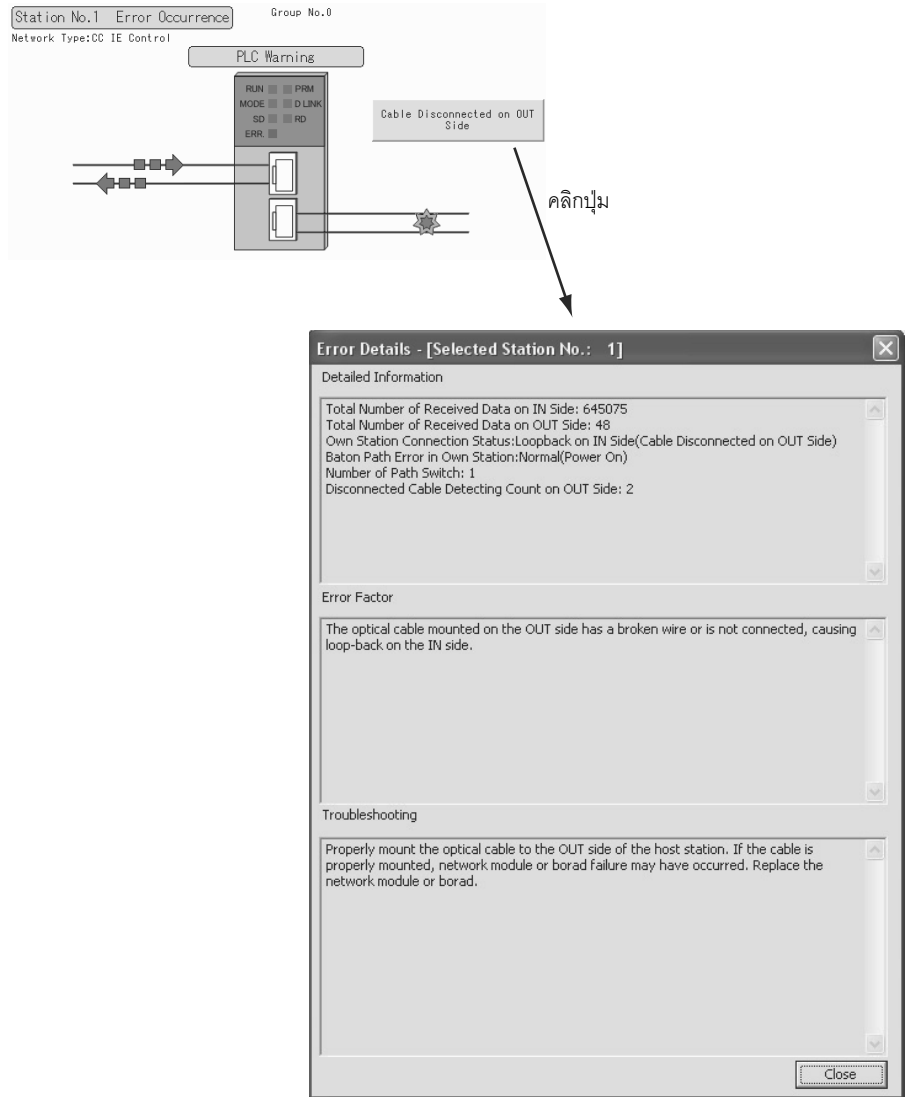 Station No.1 Error Occurrence
Group No.0
Network Type:CC IE Control
PLC Warning
RUN PRM
MODE D LINK
SD RD
ERR.
Cable Disconnected on OUT
Side
คลิกปุ่ม
Error Details - [Selected Station No.: 1]
Detailed Information
Total Number of Received Data on IN Side: 645075
Total Number of Received Data on OUT Side: 48
Own Station Connection Status:Loopback on IN Side(Cable Disconnected on OUT Side)
Baton Path Error in Own Station:Normal(Power On)
Number of Path Switch: 1
Disconnected Cable Detecting Count on OUT Side: 2
Error Factor
The optical cable mounted on the OUT side has a broken wire or is not connected, causing
loop-back on the IN side.
Troubleshooting
Properly mount the optical cable to the OUT side of the host station. If the cable is
properly mounted, network module or borad failure may have occurred. Replace the
network module or borad.
Close